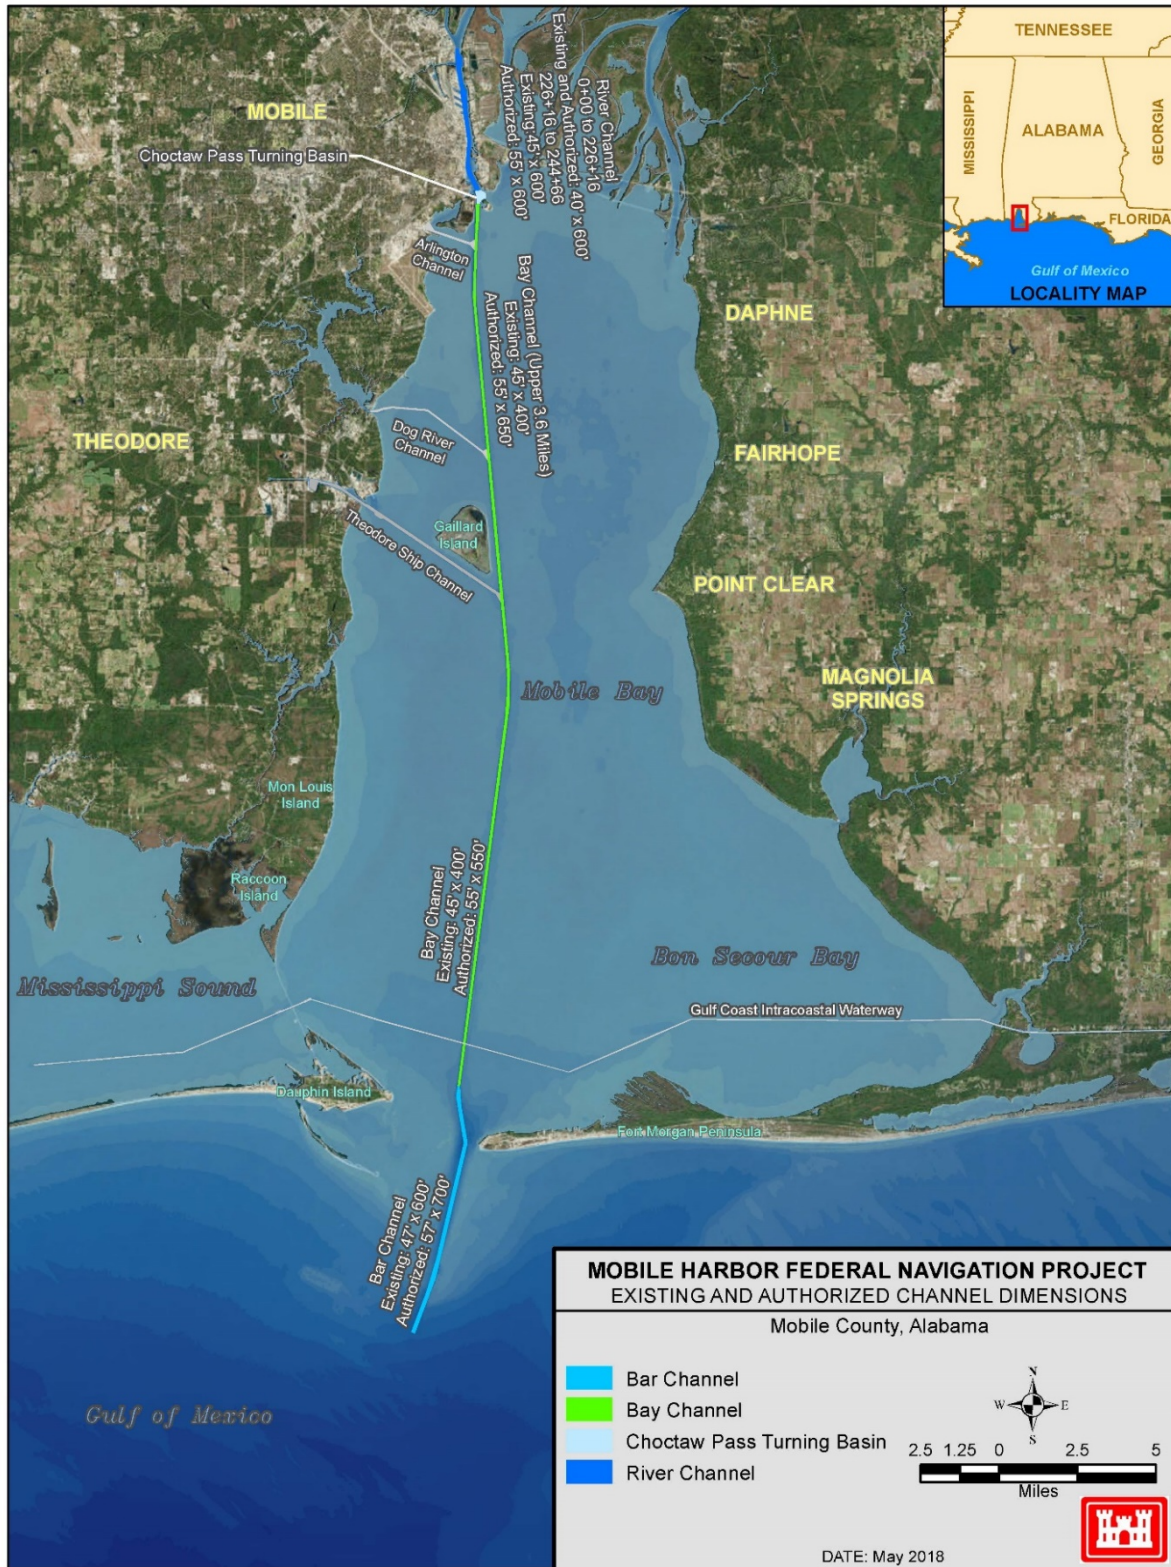 TENNESSEE
MISSISSIPPI
ALABAMA
GEORGIA
FLORIDA
Gulf of Mexico
LOCALITY MAP
River Channel
0+00 to 226+16
Existing and Authorized: 40' x 600'
226+16 to 244+66
Existing: 45' x 600'
Authorized: 55' x 600'
MOBILE
Choctaw Pass Turning Basin
Arlington
Channel
Bay Channel (Upper 3.6 Miles)
Existing: 45' x 400'
Authorized: 55' x 650'
DAPHNE
THEODORE
Dog River
Channel
FAIRHOPE
Gaillard
Island
Theodore Ship Channel
POINT CLEAR
Mobile Bay
MAGNOLIA
SPRINGS
Mon Louis
Island
Raccoon
Island
Bay Channel
Existing: 45' x 400'
Authorized: 55' x 550'
Mississippi Sound
Bon Secour Bay
Gulf Coast Intracoastal Waterway
Dauphin Island
Fort Morgan Peninsula
Bar Channel
Existing: 47' x 600'
Authorized: 57' x 700'
Gulf of Mexico
MOBILE HARBOR FEDERAL NAVIGATION PROJECT
EXISTING AND AUTHORIZED CHANNEL DIMENSIONS
Mobile County, Alabama
Bar Channel
Bay Channel
Choctaw Pass Turning Basin
River Channel
N
W E
S
2.5 1.25 0 2.5 5
Miles
DATE: May 2018